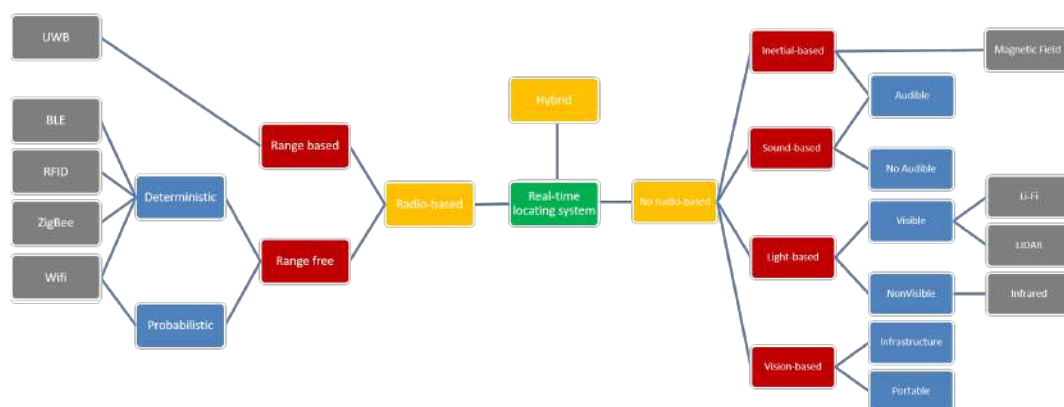 UWB
BLE
RFID
ZigBee
Wifi
Deterministic
Probabilistic
Range based
Range free
Radio-based
Hybrid
Real-time
locating system
No Radio-based
Inertial-based
Sound-based
Light-based
Vision-based
Audible
No Audible
Visible
NonVisible
Infrastructure
Portable
Magnetic Field
Li-Fi
LIDAR
Infrared